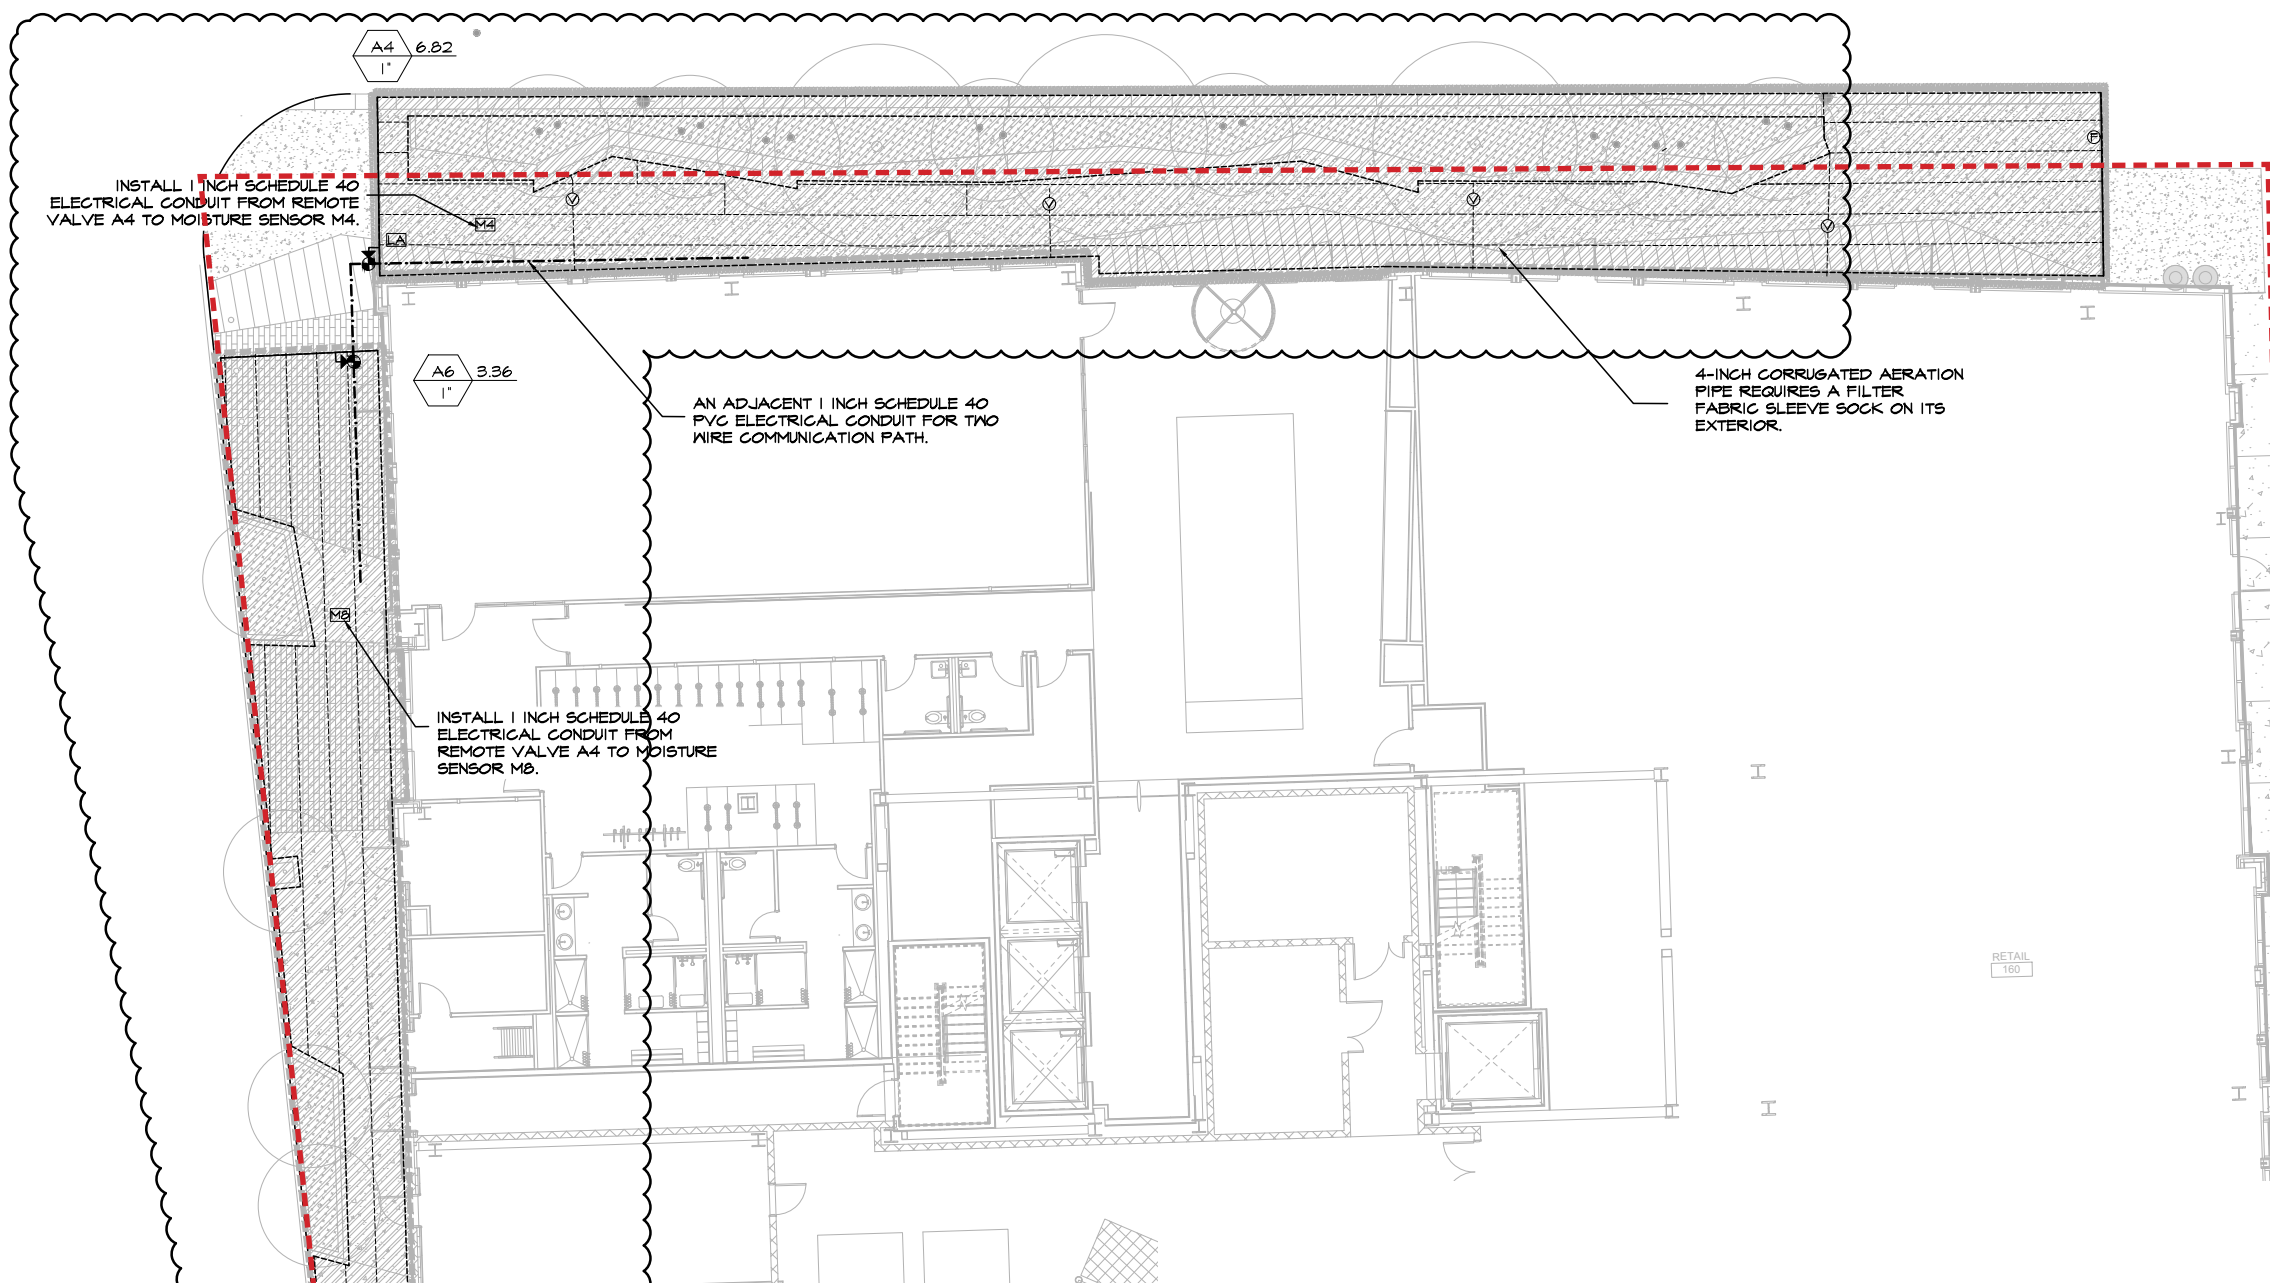 A4 6.82
1"
INSTALL 1 INCH SCHEDULE 40
ELECTRICAL CONDUIT FROM REMOTE
VALVE A4 TO MOISTURE SENSOR M4.
M4
LA
V
V
V
V
F
A6 3.36
1"
AN ADJACENT 1 INCH SCHEDULE 40
PVC ELECTRICAL CONDUIT FOR TWO
WIRE COMMUNICATION PATH.
4-INCH CORRUGATED AERATION
PIPE REQUIRES A FILTER
FABRIC SLEEVE SOCK ON ITS
EXTERIOR.
M8
INSTALL 1 INCH SCHEDULE 40
ELECTRICAL CONDUIT FROM
REMOTE VALVE A4 TO MOISTURE
SENSOR M8.
RETAIL
160